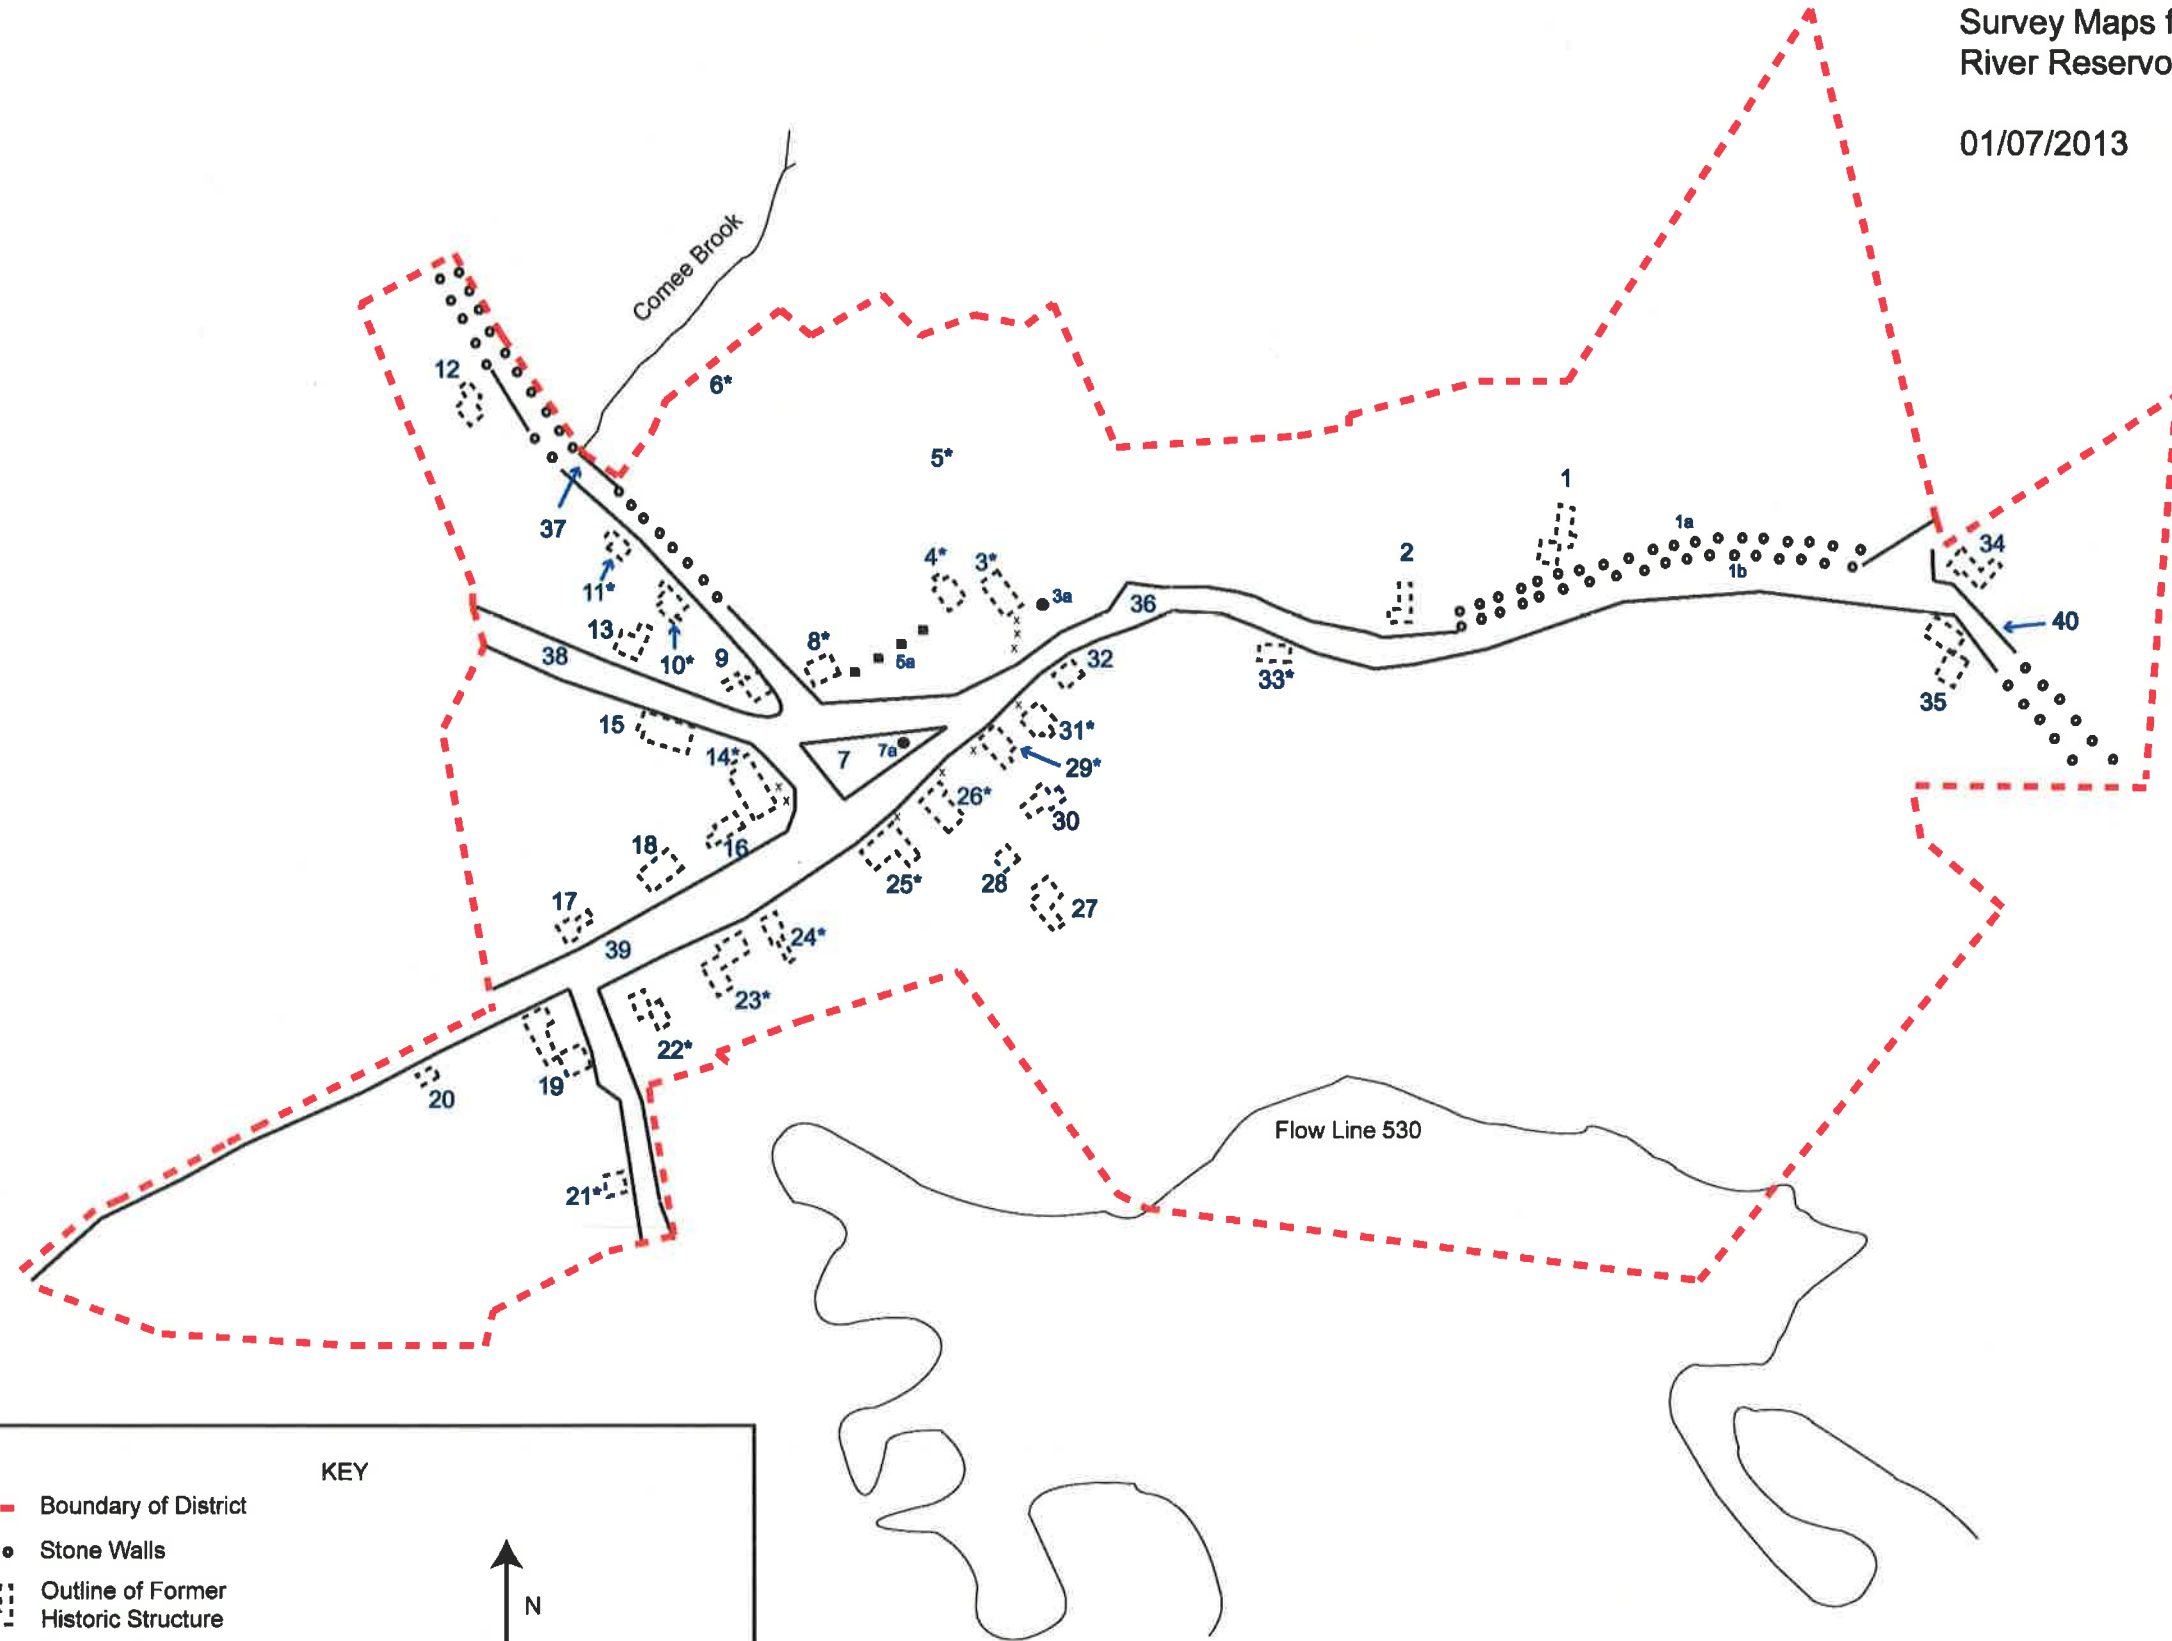 Survey Maps f
River Reservo
01/07/2013
Comee Brook
12
6*
5*
37
1
1a
1b
2
34
4*
3*
3a
36
11*
40
13
38
10*
9
8*
5a
32
33*
35
15
14*
7
7a
31*
29*
26*
30
18
16
25*
28
27
17
39
24*
23*
22*
19
20
21*
Flow Line 530
KEY
Boundary of District
Stone Walls
Outline of Former
Historic Structure
N